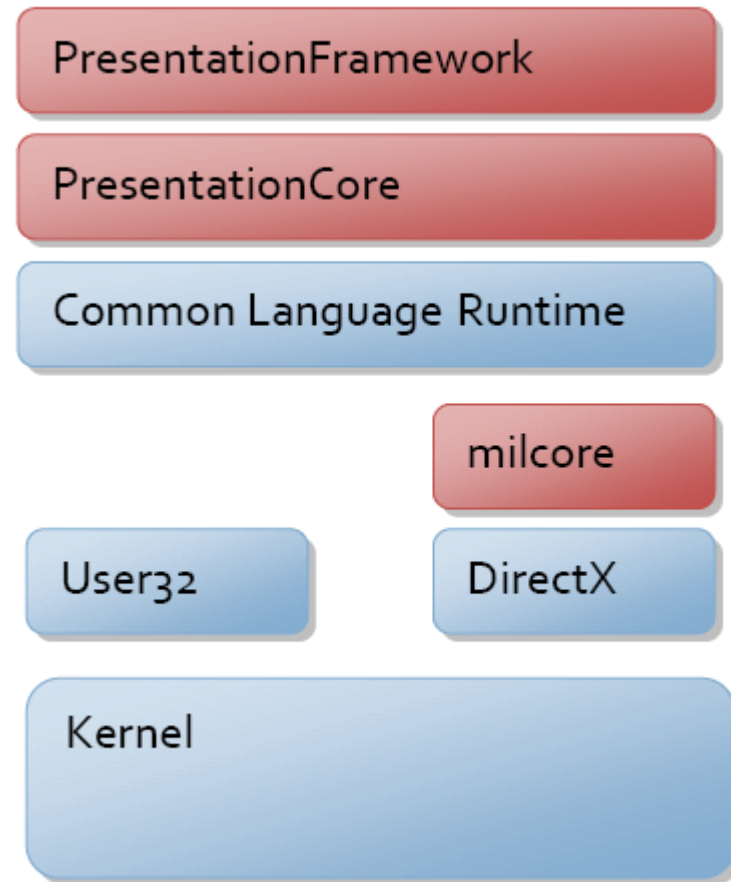 PresentationFramework
PresentationCore
Common Language Runtime
milcore
User32
DirectX
Kernel